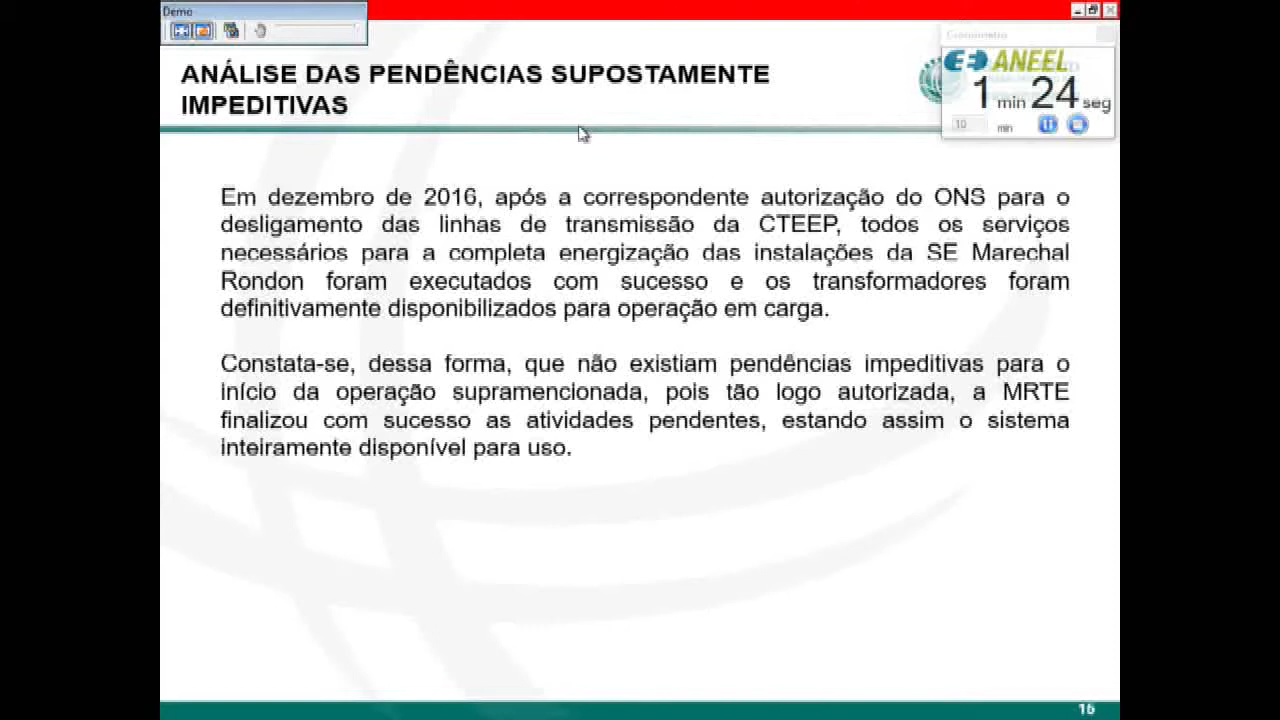 Demo
Cronometro
ANEEL
1 min 24 seg
10 min
ANÁLISE DAS PENDÊNCIAS SUPOSTAMENTE
IMPEDITIVAS
Em dezembro de 2016, após a correspondente autorização do ONS para o
desligamento das linhas de transmissão da CTEEP, todos os serviços
necessários para a completa energização das instalações da SE Marechal
Rondon foram executados com sucesso e os transformadores foram
definitivamente disponibilizados para operação em carga.
Constata-se, dessa forma, que não existiam pendências impeditivas para o
início da operação supramencionada, pois tão logo autorizada, a MRTE
finalizou com sucesso as atividades pendentes, estando assim o sistema
inteiramente disponível para uso.